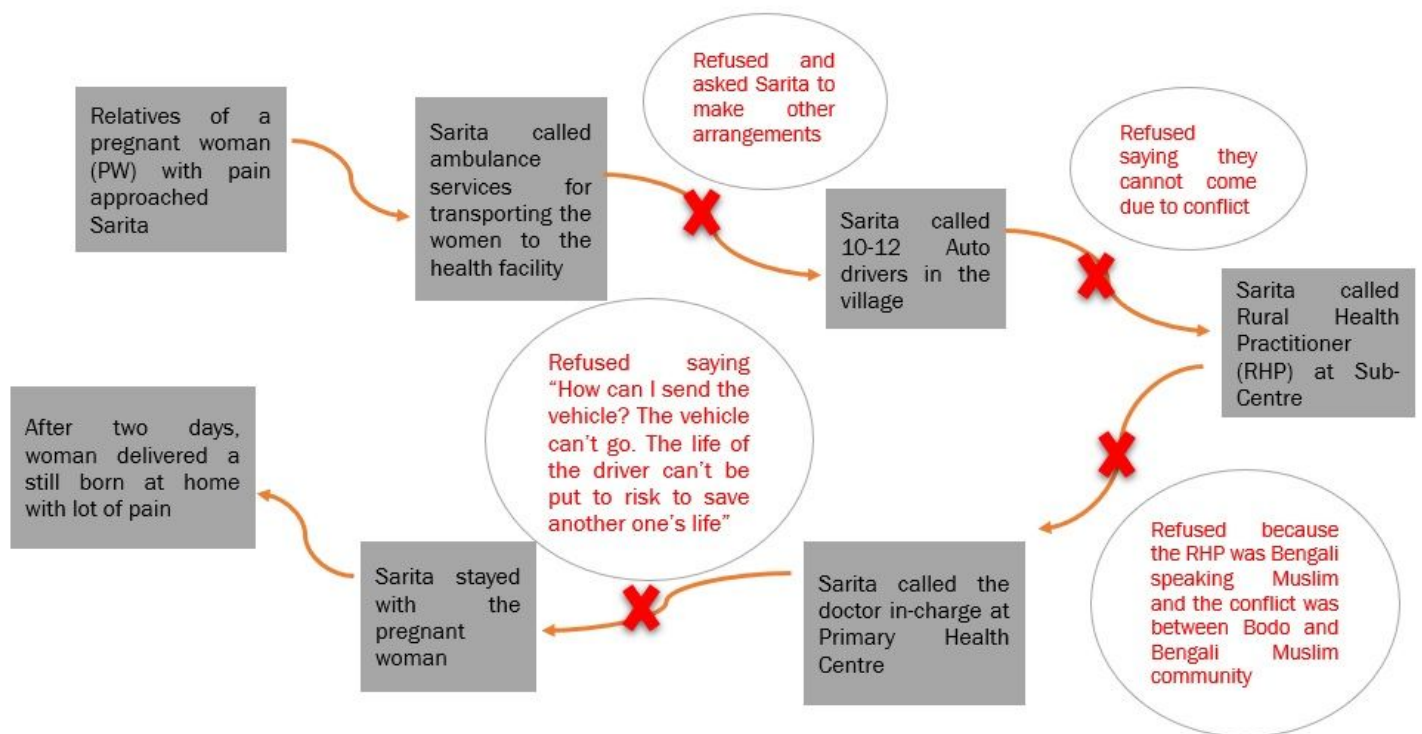 Relatives of a
pregnant woman
(PW) with pain
approached
Sarita
Sarita called
ambulance
services for
transporting the
women to the
health facility
Refused and
asked Sarita to
make other
arrangements
Sarita called
10-12 Auto
drivers in the
village
Refused
saying they
cannot come
due to conflict
Sarita called
Rural Health
Practitioner
(RHP) at Sub-
Centre
Refused because
the RHP was Bengali
speaking Muslim
and the conflict was
between Bodo and
Bengali Muslim
community
Sarita called the
doctor in-charge at
Primary Health
Centre
Refused saying
“How can I send the
vehicle? The vehicle
can’t go. The life of
the driver can’t be
put to risk to save
another one’s life”
Sarita stayed
with the
pregnant
woman
After two days,
woman delivered a
still born at home
with lot of pain